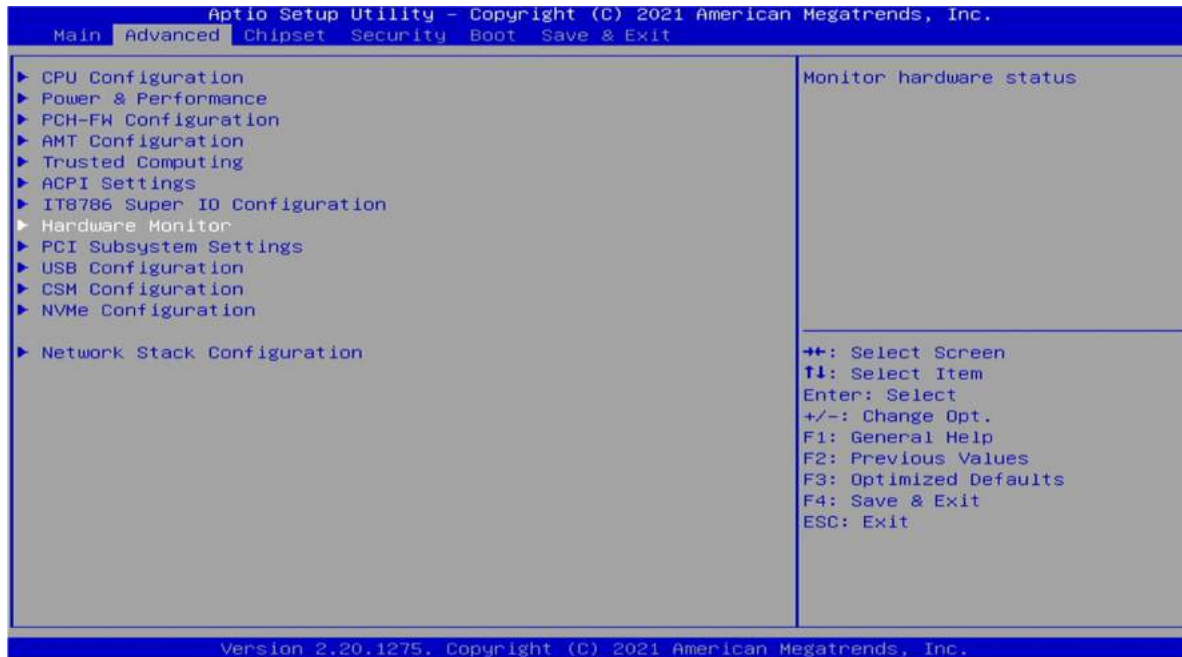 Aptio Setup Utility – Copyright (C) 2021 American Megatrends, Inc.
Main Advanced Chipset Security Boot Save & Exit
► CPU Configuration
► Power & Performance
► PCH-FW Configuration
► AMT Configuration
► Trusted Computing
► ACPI Settings
► IT8786 Super IO Configuration
► Hardware Monitor
► PCI Subsystem Settings
► USB Configuration
► CSM Configuration
► NVMe Configuration
► Network Stack Configuration
Monitor hardware status
→←: Select Screen
↑↓: Select Item
Enter: Select
+/-: Change Opt.
F1: General Help
F2: Previous Values
F3: Optimized Defaults
F4: Save & Exit
ESC: Exit
Version 2.20.1275. Copyright (C) 2021 American Megatrends, Inc.